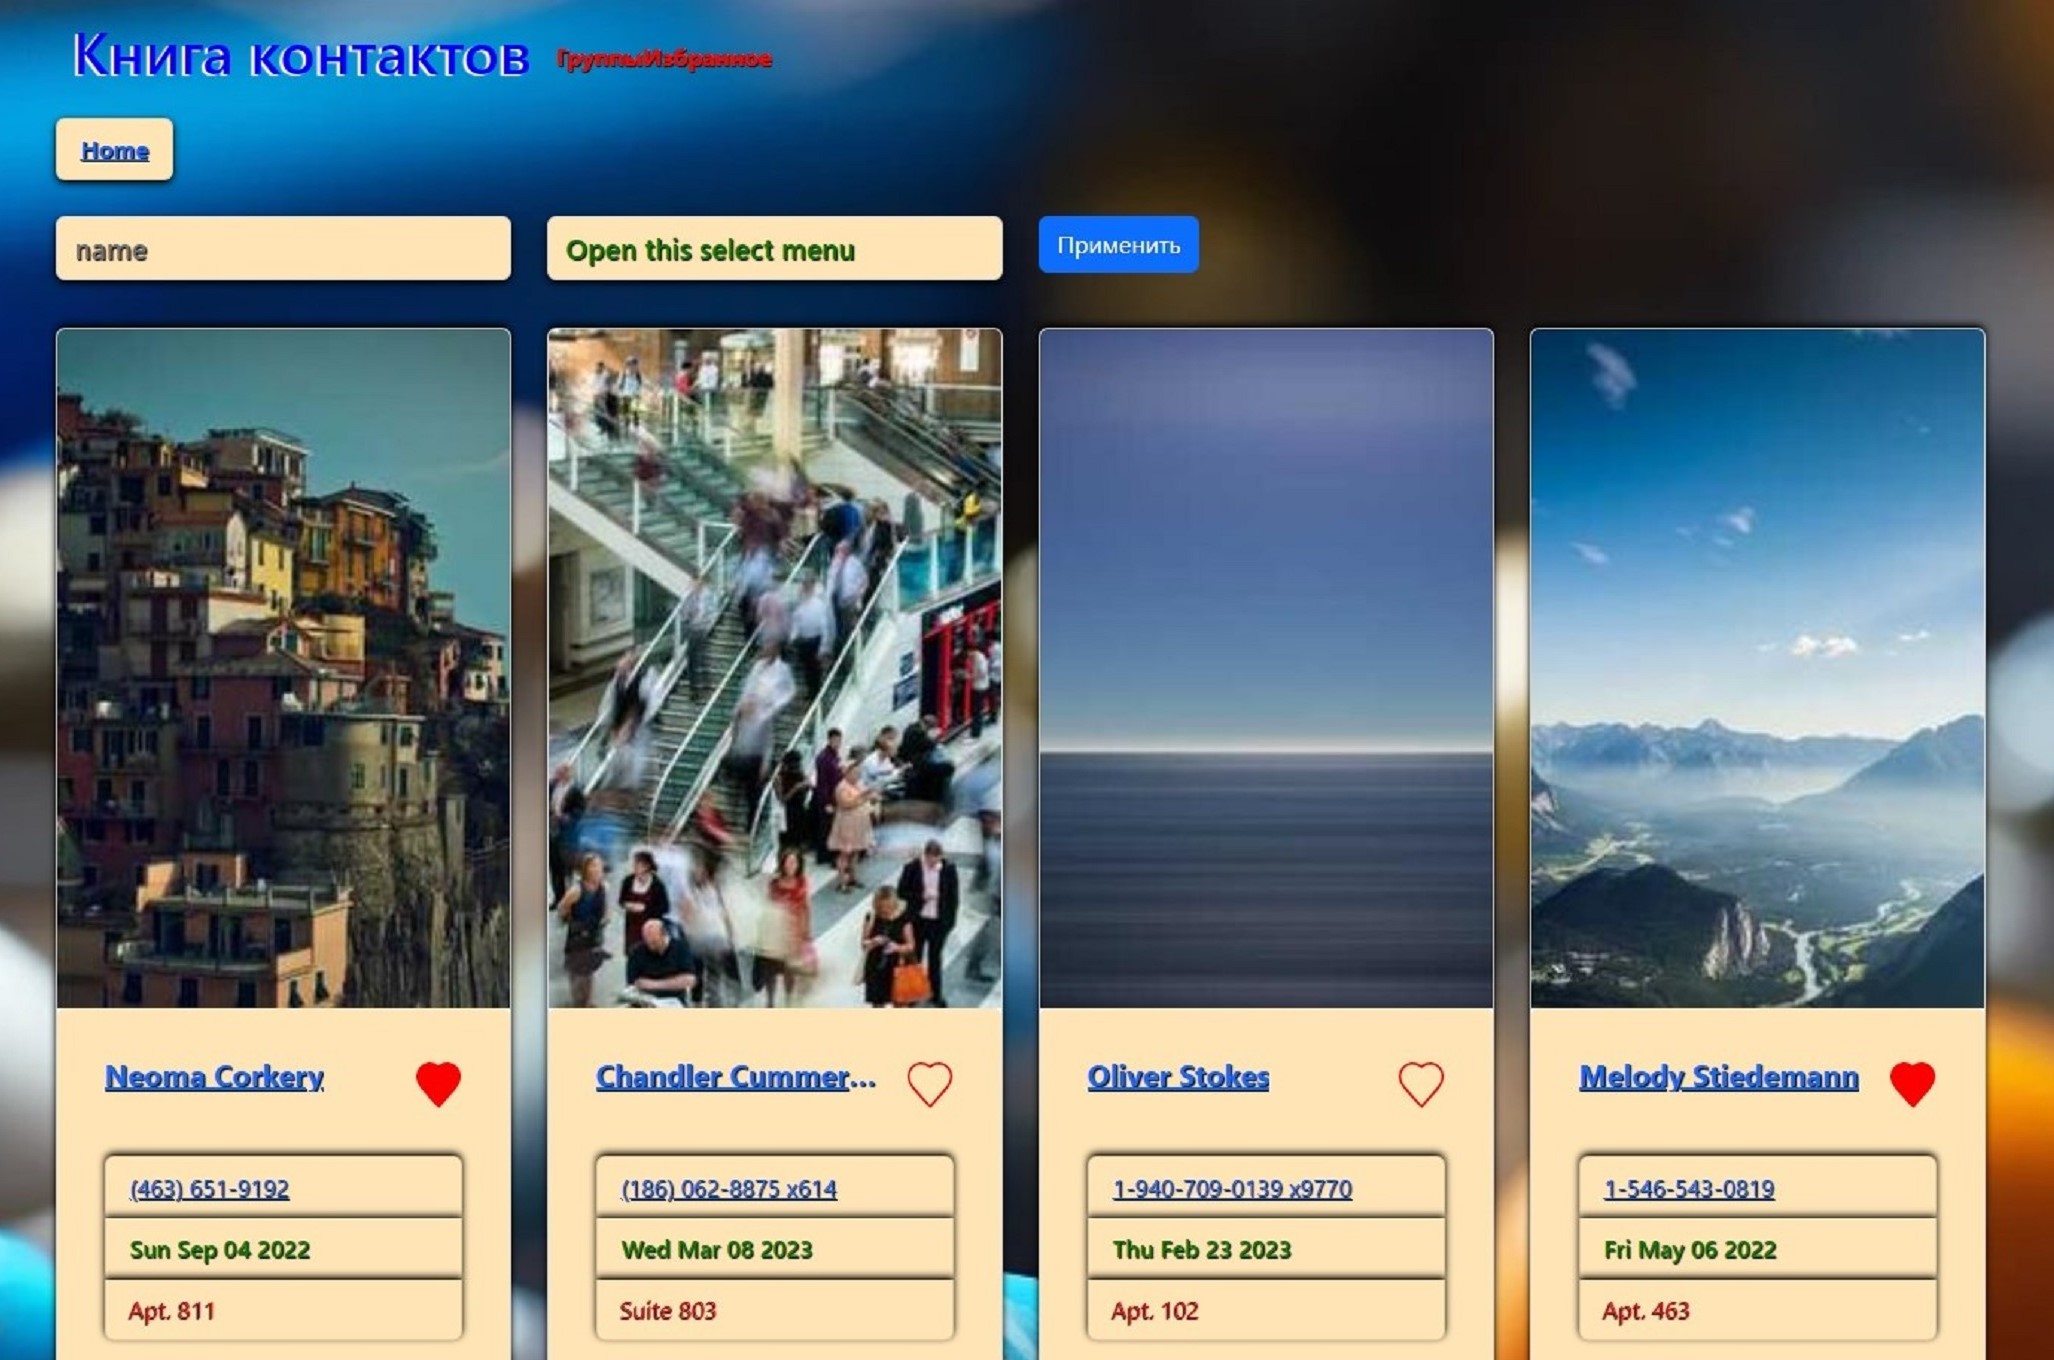 Книга контактов ГруппыИзбранное
Home
name
Open this select menu
Применить
Neoma Corkery
(463) 651-9192
Sun Sep 04 2022
Apt. 811
Chandler Cummer...
(186) 062-8875 x614
Wed Mar 08 2023
Suite 803
Oliver Stokes
1-940-709-0139 x9770
Thu Feb 23 2023
Apt. 102
Melody Stiedemann
1-546-543-0819
Fri May 06 2022
Apt. 463